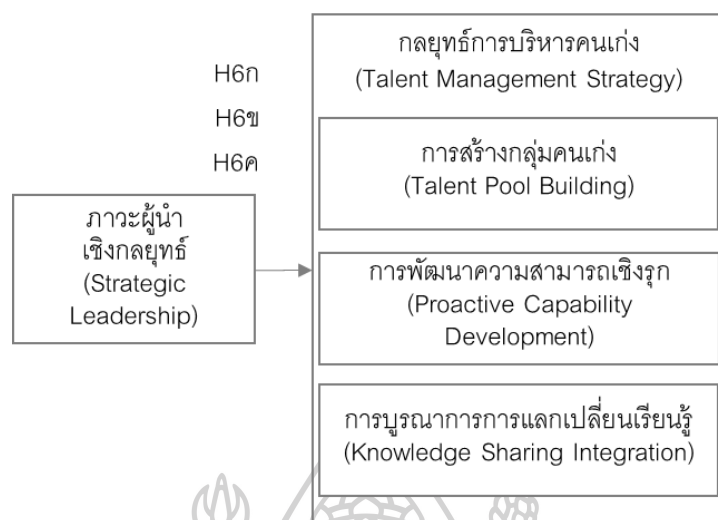 H6ก
H6ข
H6ค
ภาวะผู้นำ
เชิงกลยุทธ์
(Strategic
Leadership)
กลยุทธ์การบริหารคนเก่ง
(Talent Management Strategy)
การสร้างกลุ่มคนเก่ง
(Talent Pool Building)
การพัฒนาความสามารถเชิงรุก
(Proactive Capability
Development)
การบูรณาการการแลกเปลี่ยนเรียนรู้
(Knowledge Sharing Integration)